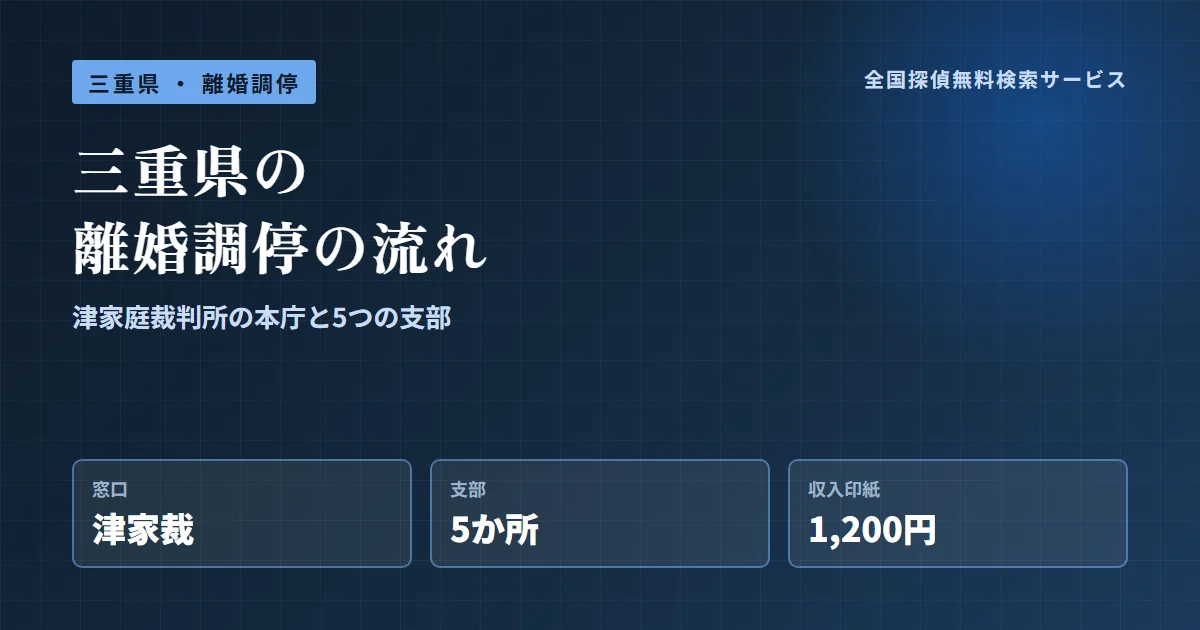 三重県 ・ 離婚調停
全国探偵無料検索サービス
三重県の
離婚調停の流れ
津家庭裁判所の本庁と5つの支部
窓口
津家裁
支部
5か所
収入印紙
1,200円